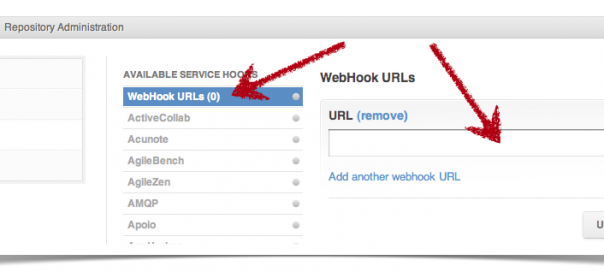 Repository Administration
AVAILABLE SERVICE HOOKS
WebHook URLs (0)
ActiveCollab
Acunote
AgileBench
AgileZen
AMQP
Apolo
WebHook URLs
URL (remove)
Add another webhook URL
U